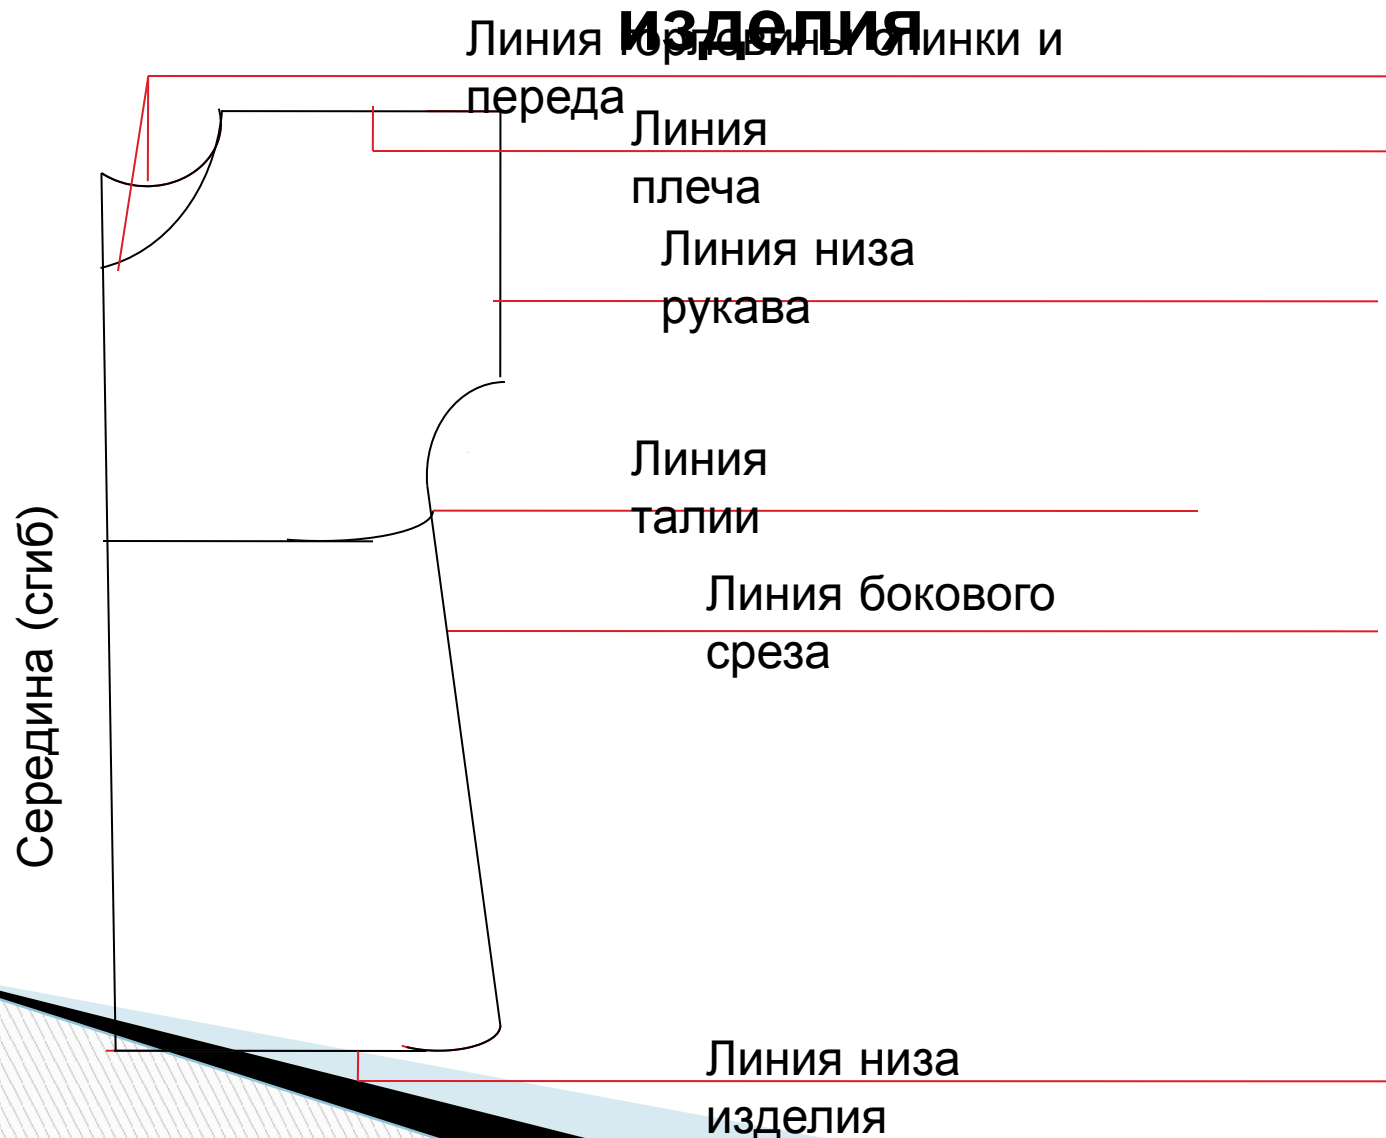 изделия
Линия горловины спинки и
переда
Линия
плеча
Линия низа
рукава
Линия
талии
Середина (сгиб)
Линия бокового
среза
Линия низа
изделия